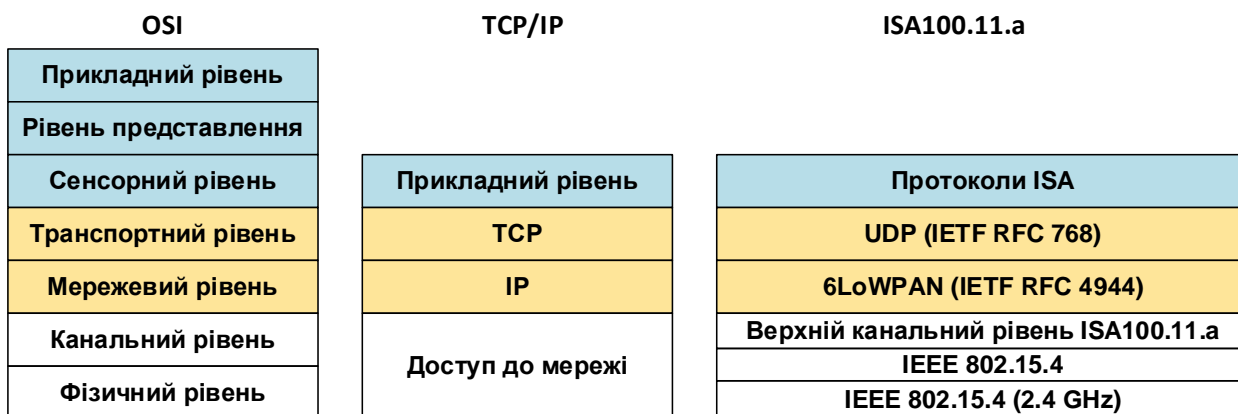 OSI
TCP/IP
ISA100.11.a
Прикладний рівень
Рівень представлення
Сенсорний рівень
Транспортний рівень
Мережевий рівень
Канальний рівень
Фізичний рівень
Прикладний рівень
TCP
IP
Доступ до мережі
Протоколи ISA
UDP (IETF RFC 768)
6LoWPAN (IETF RFC 4944)
Верхній канальний рівень ISA100.11.a
IEEE 802.15.4
IEEE 802.15.4 (2.4 GHz)